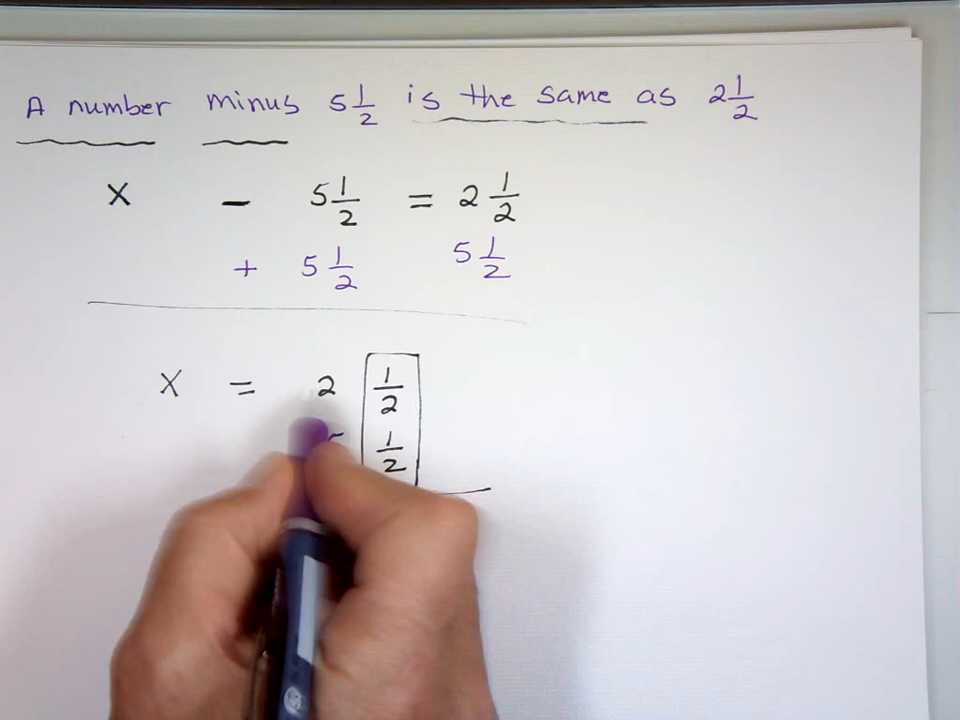 A number minus 5 1/2 is the same as 2 1/2
X - 5 1/2 = 2 1/2
+ 5 1/2 5 1/2
X = 2 1/2
1/2